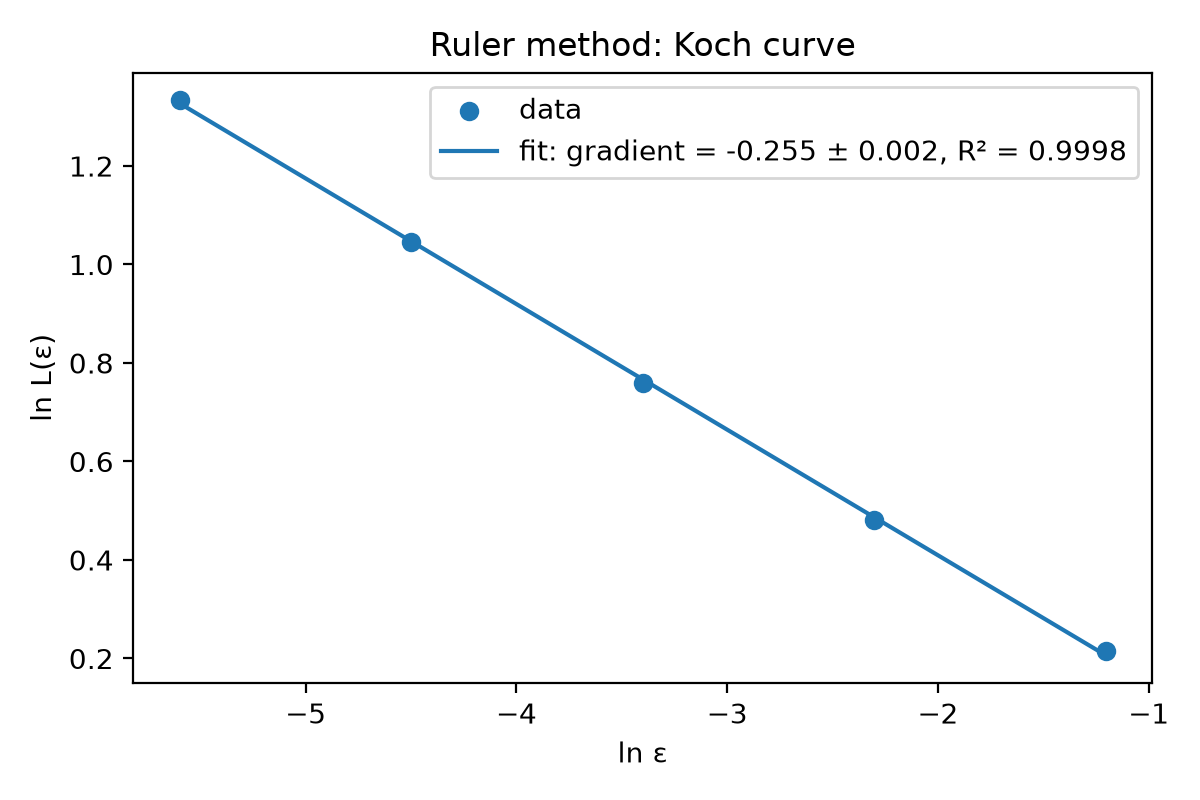 Ruler method: Koch curve
data
fit: gradient = -0.255 ± 0.002, R² = 0.9998
ln L(ε)
1.2
1.0
0.8
0.6
0.4
0.2
−5 −4 −3 −2 −1
ln ε